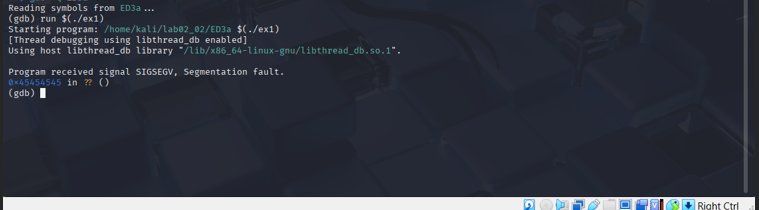 Reading symbols from ED3a...
(gdb) run $(./ex1)
Starting program: /home/kali/lab02_02/ED3a $(./ex1)
[Thread debugging using libthread_db enabled]
Using host libthread_db library "/lib/x86_64-linux-gnu/libthread_db.so.1".
Program received signal SIGSEGV, Segmentation fault.
0×45454545 in ?? ()
(gdb)
Right Ctrl